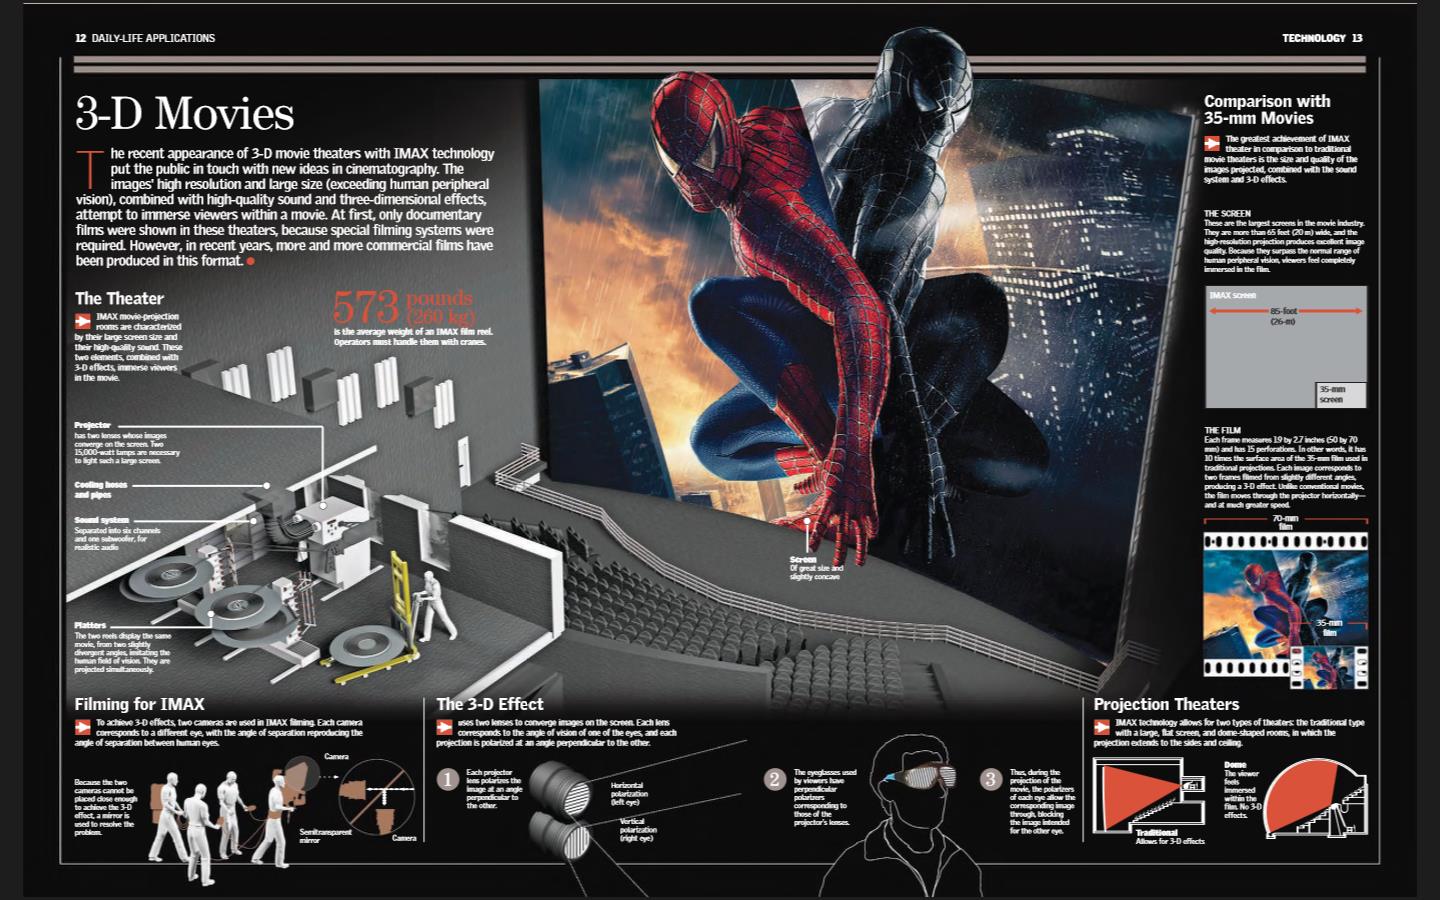 12 DAILY-LIFE APPLICATIONS
TECHNOLOGY 13
3-D Movies
The recent appearance of 3-D movie theaters with IMAX technology
put the public in touch with new ideas in cinematography. The
images' high resolution and large size (exceeding human peripheral
vision), combined with high-quality sound and three-dimensional effects,
attempt to immerse viewers within a movie. At first, only documentary
films were shown in these theaters, because special filming systems were
required. However, in recent years, more and more commercial films have
been produced in this format.
The Theater
IMAX movie-projection
rooms are characterized
by their large screen size and
their high-quality sound. These
two elements, combined with
3-D effects, immerse viewers
in the movie.
573 pounds
(260 kg)
is the average weight of an IMAX film reel.
Operators must handle them with cranes.
Projector
has two lenses whose images
converge on the screen. Two
15,000-watt lamps are necessary
to light such a large screen.
Cooling hoses
and pipes
Sound system
Separated into six channels
and one subwoofer, for
realistic audio
Platters
The two reels display the same
movie, from two slightly
divergent angles, imitating the
human field of vision. They are
projected simultaneously.
Screen
Of great size and
slightly concave
Comparison with
35-mm Movies
The greatest achievement of IMAX
theater in comparison to traditional
movie theaters is the size and quality of the
images projected, combined with the sound
system and 3-D effects.
THE SCREEN
These are the largest screens in the movie industry.
They are more than 65 feet (20 m) wide, and the
high-resolution projection produces excellent image
quality. Because they surpass the normal range of
human peripheral vision, viewers feel completely
immersed in the film.
IMAX screen
85-foot
(26-m)
35-mm
screen
THE FILM
Each frame measures 1.9 by 2.7 inches (50 by 70
mm) and has 15 perforations. In other words, it has
10 times the surface area of the 35-mm film used in
traditional projections. Each image corresponds to
two frames filmed from slightly different angles,
producing a 3-D effect. Unlike conventional movies,
the film moves through the projector horizontally—
and at much greater speed.
70-mm
film
35-mm
film
Filming for IMAX
To achieve 3-D effects, two cameras are used in IMAX filming. Each camera
corresponds to a different eye, with the angle of separation reproducing the
angle of separation between human eyes.
Because the two
cameras cannot be
placed close enough
to achieve the 3-D
effect, a mirror is
used to resolve the
problem.
Camera
Semitransparent
mirror
Camera
The 3-D Effect
uses two lenses to converge images on the screen. Each lens
corresponds to the angle of vision of one of the eyes, and each
projection is polarized at an angle perpendicular to the other.
1
Each projector
lens polarizes the
image at an angle
perpendicular to
the other.
Horizontal
polarization
(left eye)
Vertical
polarization
(right eye)
2
The eyeglasses used
by viewers have
perpendicular
polarizers
corresponding to
those of the
projector's lenses.
3
Thus, during the
projection of the
movie, the polarizers
of each eye allow the
corresponding image
through, blocking
the image intended
for the other eye.
Projection Theaters
IMAX technology allows for two types of theaters: the traditional type
with a large, flat screen, and dome-shaped rooms, in which the
projection extends to the sides and ceiling.
Traditional
Allows for 3-D effects
Dome
The viewer
feels
immersed
within the
film. No 3-D
effects.